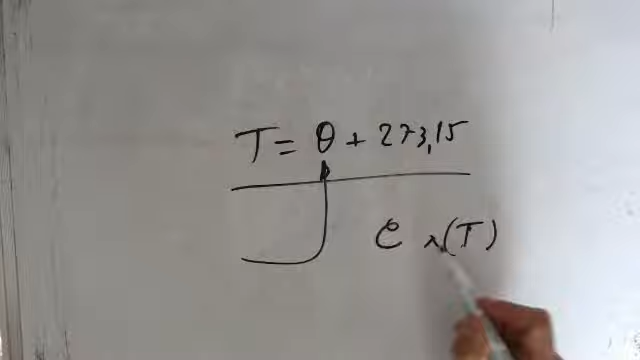 T = θ + 273,15
e λ(T)